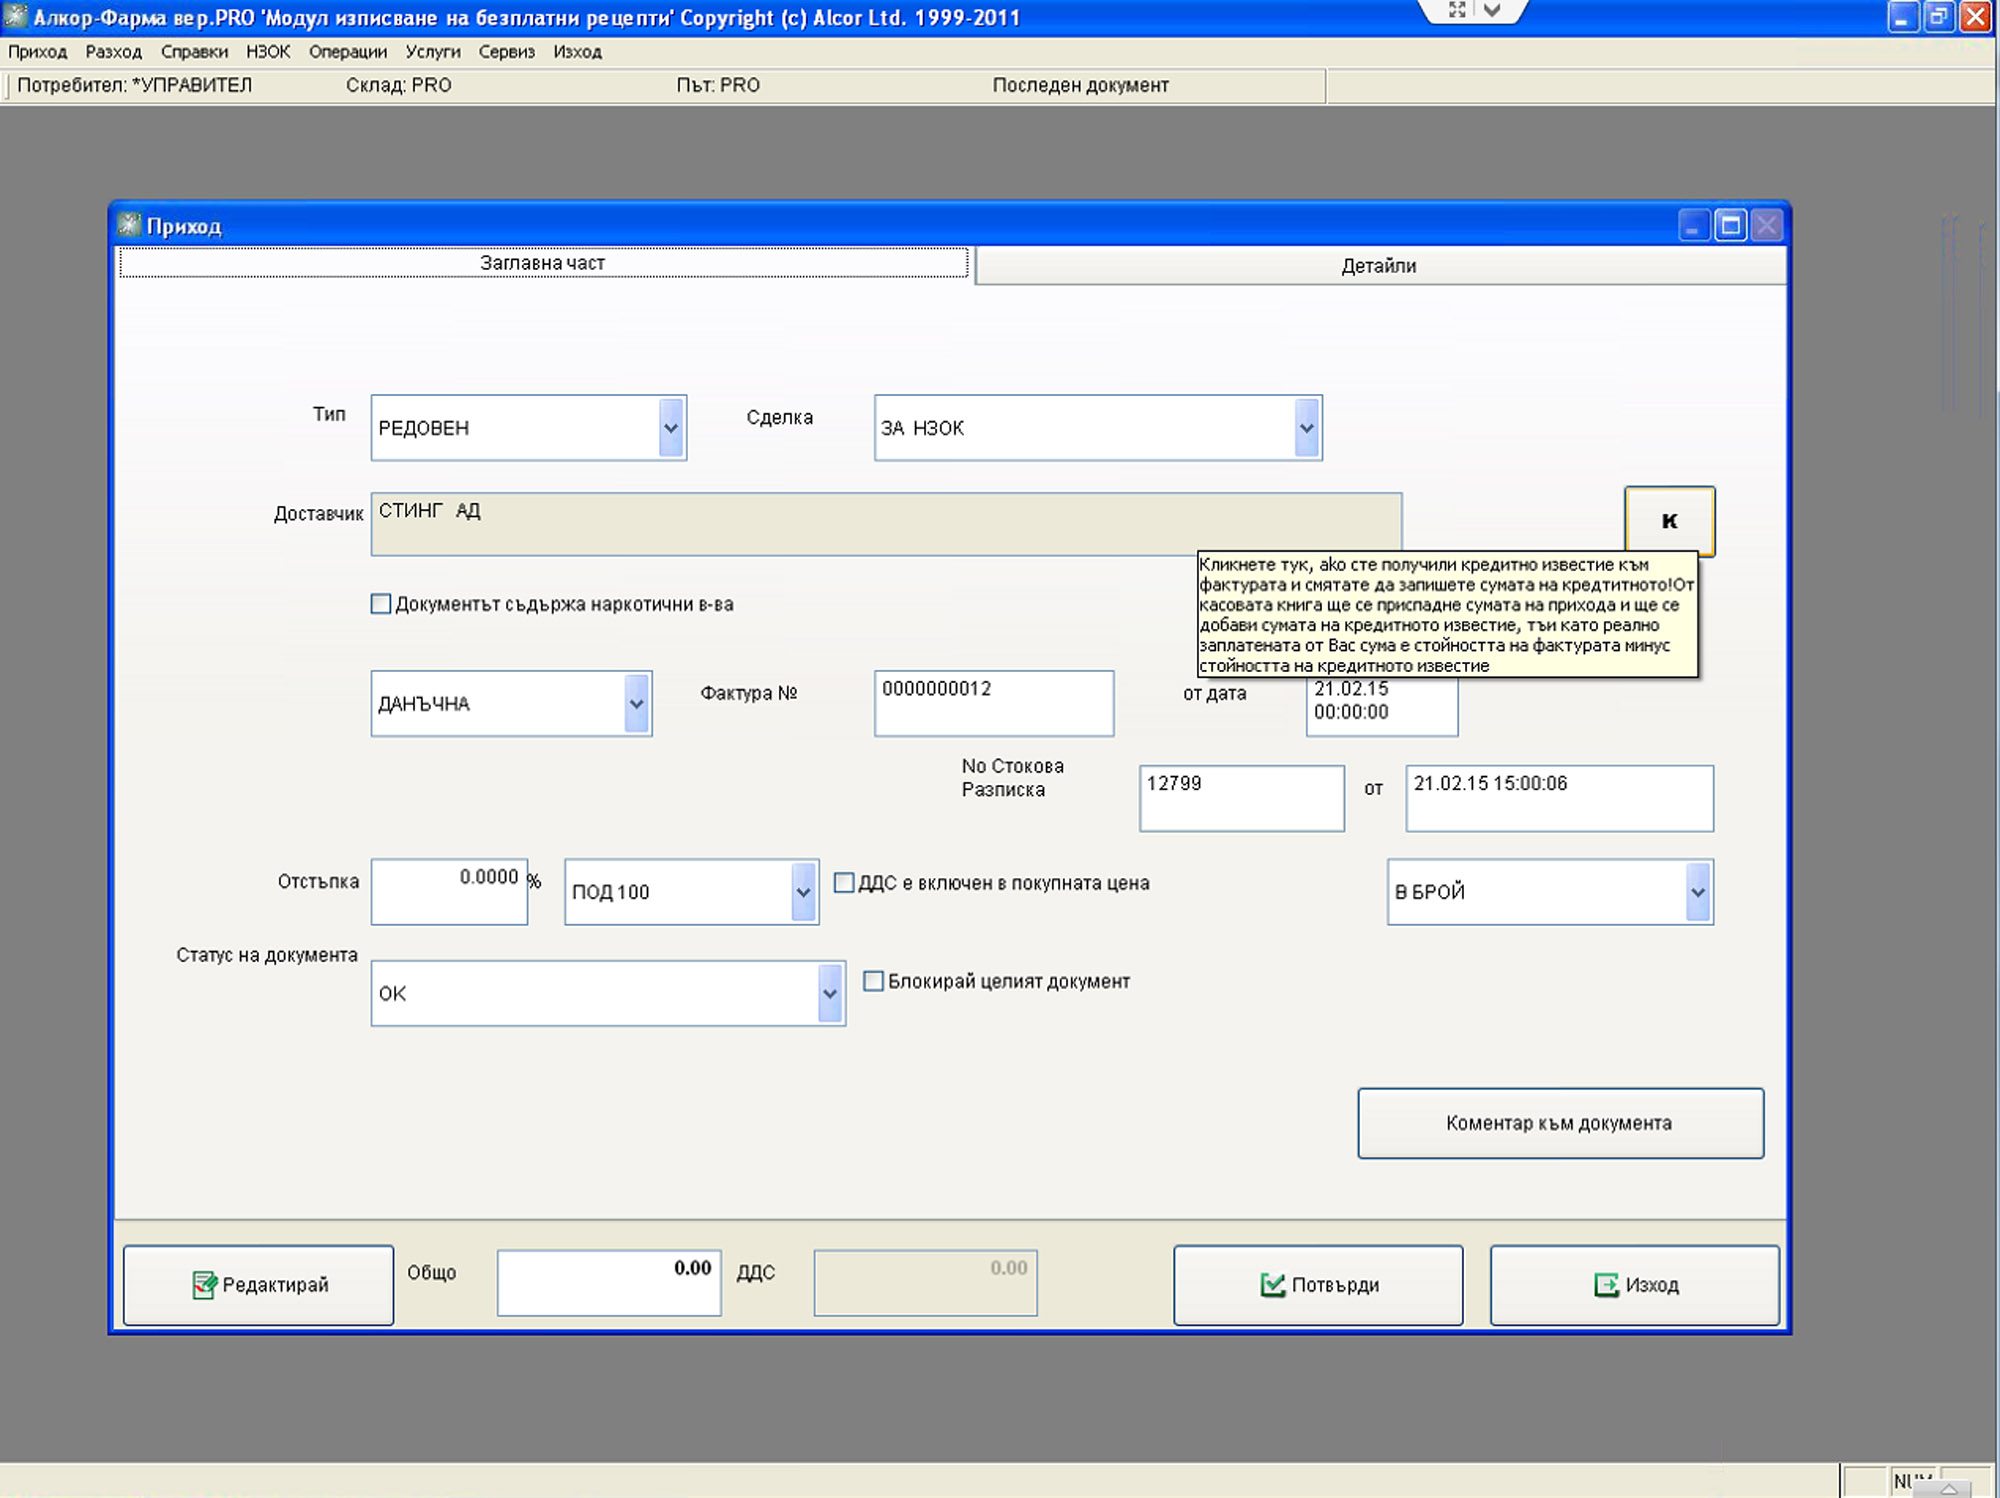 Алкор-Фарма вер.PRO 'Модул изписване на безплатни рецепти' Copyright (c) Alcor Ltd. 1999-2011
Приход Разход Справки НЗОК Операции Услуги Сервиз Изход
Потребител: *УПРАВИТЕЛ Склад: PRO Път: PRO Последен документ
Приход
Заглавна част Детайли
Тип РЕДОВЕН Сделка ЗА НЗОК
Доставчик СТИНГ АД
К
Кликнете тук, ako сте получили кредитно известие към
фактурата и смятате да запишете сумата на кредтитното!От
касовата книга ще се приспадне сумата на прихода и ще се
добави сумата на кредитното известие, тъи като реално
заплатената от Вас сума е стойността на фактурата минус
стойността на кредитното известие
Документът съдържа наркотични в-ва
ДАНЪЧНА Фактура № 0000000012 от дата 21.02.15
00:00:00
No Стокова
Разписка 12799 от 21.02.15 15:00:06
Отстъпка 0.0000 % ПОД 100 ДДС е включен в покупната цена В БРОЙ
Статус на документа ОК Блокирай целият документ
Коментар към документа
Редактирай Общо 0.00 ДДС 0.00 Потвърди Изход